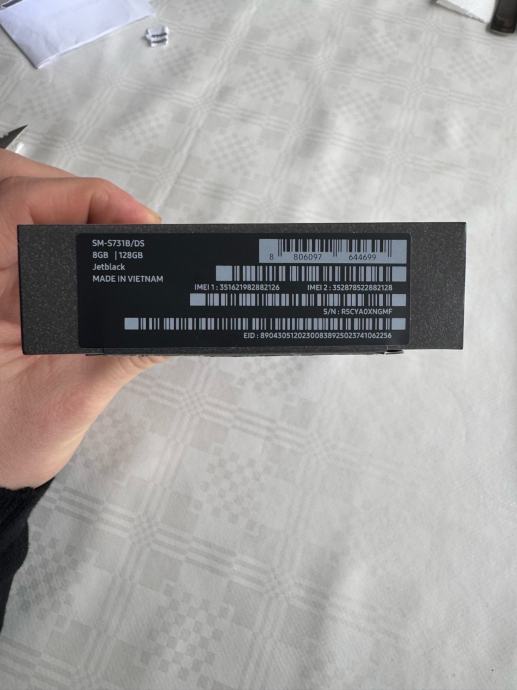 SM-S731B/DS
8GB | 128GB
Jetblack
MADE IN VIETNAM
8 806097 644699
IMEI 1 : 351621982882126 IMEI 2 : 352878522882128
S/N : R5CYA0XNGMF
EID : 89043051202300838925023741062256